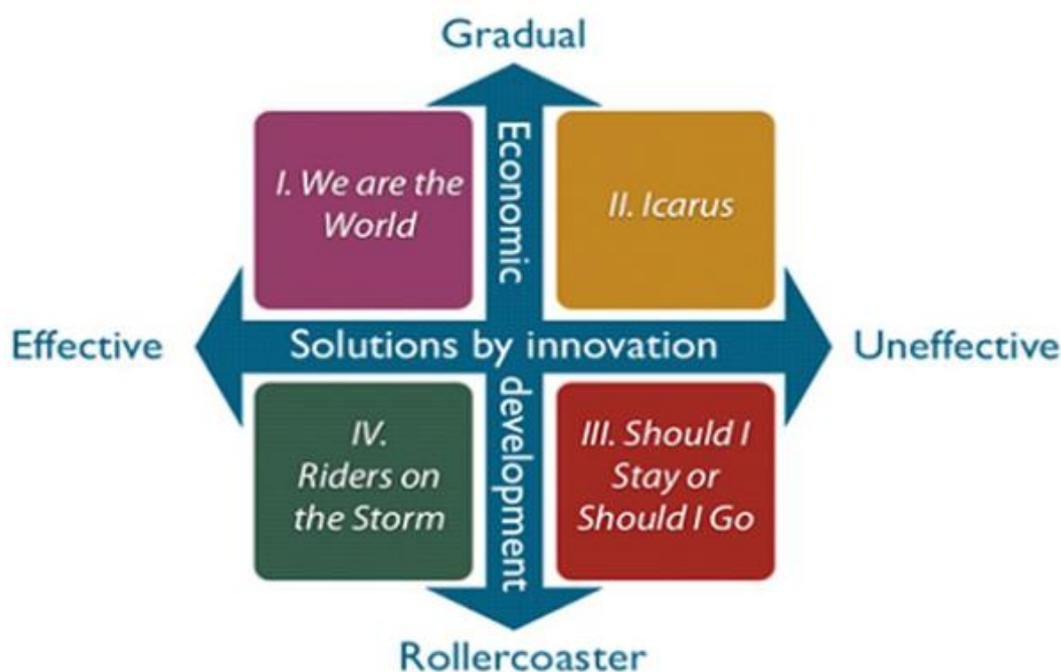 Gradual
I. We are the
World
Economic
II. Icarus
Effective
Solutions by innovation
Uneffective
IV.
Riders on
the Storm
development
III. Should I
Stay or
Should I Go
Rollercoaster